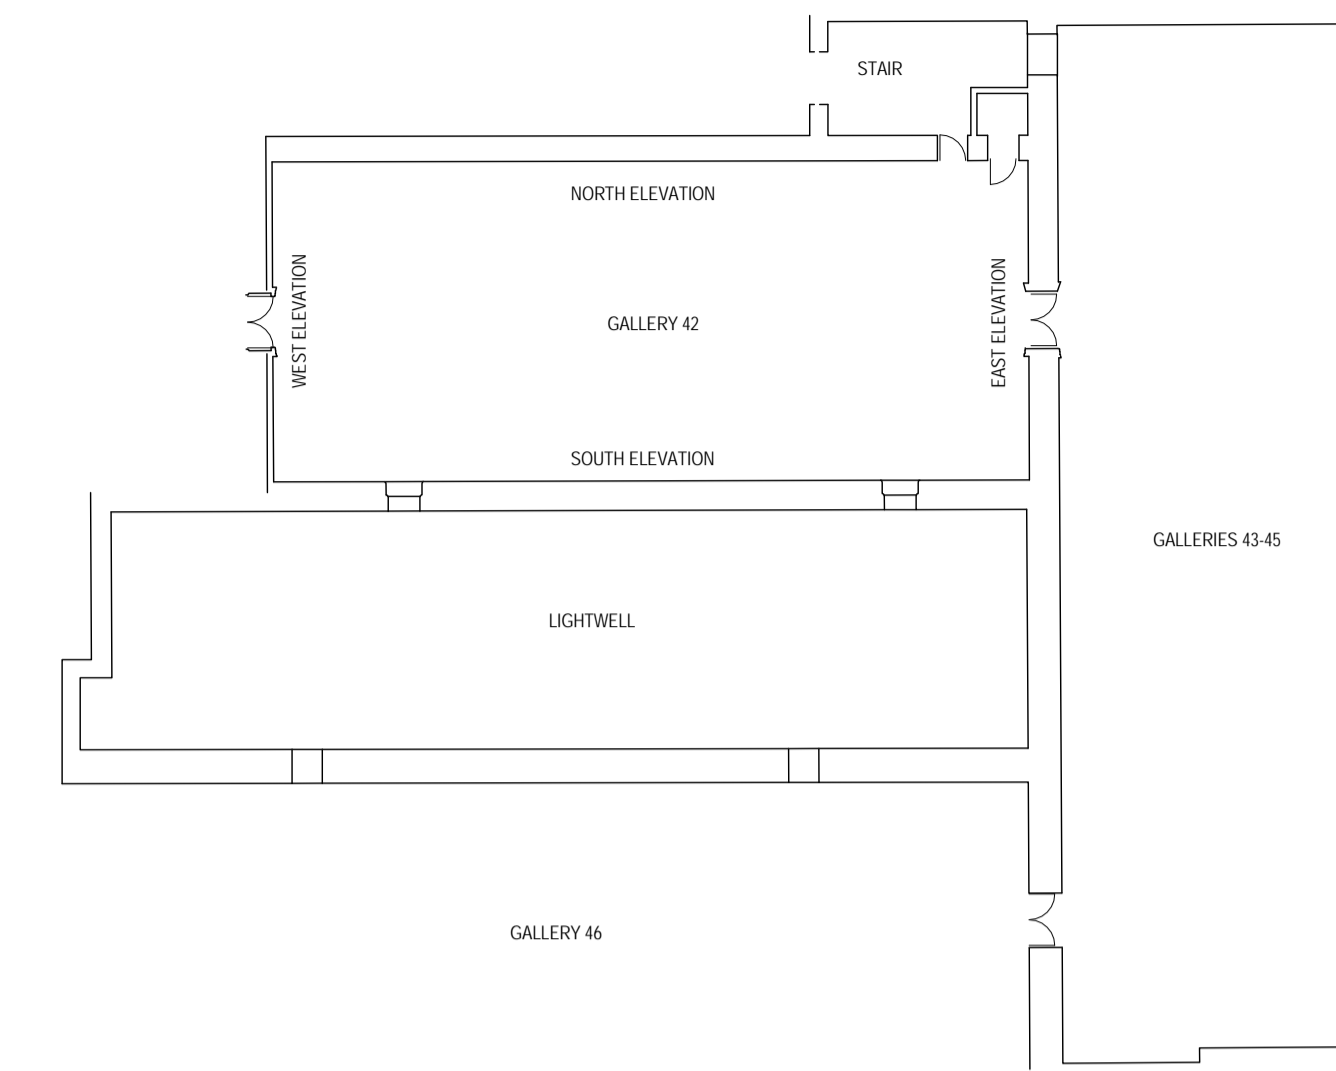 STAIR
NORTH ELEVATION
WEST ELEVATION
GALLERY 42
EAST ELEVATION
SOUTH ELEVATION
GALLERIES 43-45
LIGHTWELL
GALLERY 46